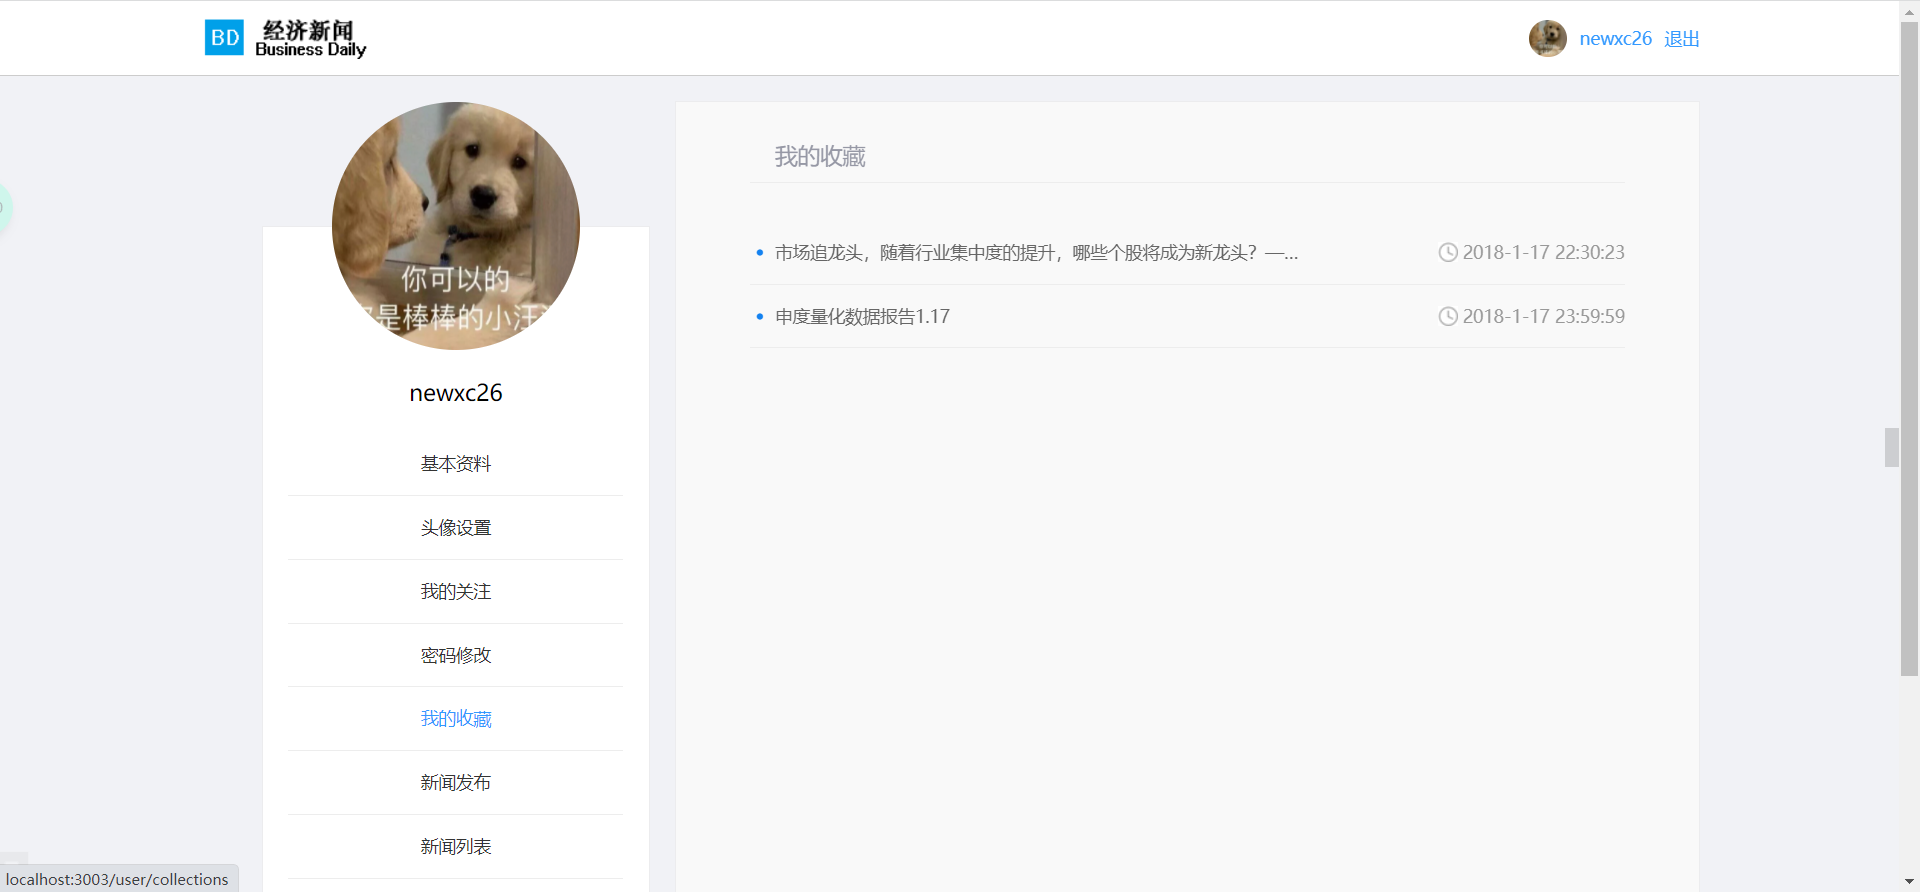 BD 经济新闻
Business Daily
newxc26 退出
你可以的
是棒棒的小汪
newxc26
基本资料
头像设置
我的关注
密码修改
我的收藏
新闻发布
新闻列表
我的收藏
市场追龙头，随着行业集中度的提升，哪些个股将成为新龙头？—... 2018-1-17 22:30:23
申度量化数据报告1.17 2018-1-17 23:59:59
localhost:3003/user/collections